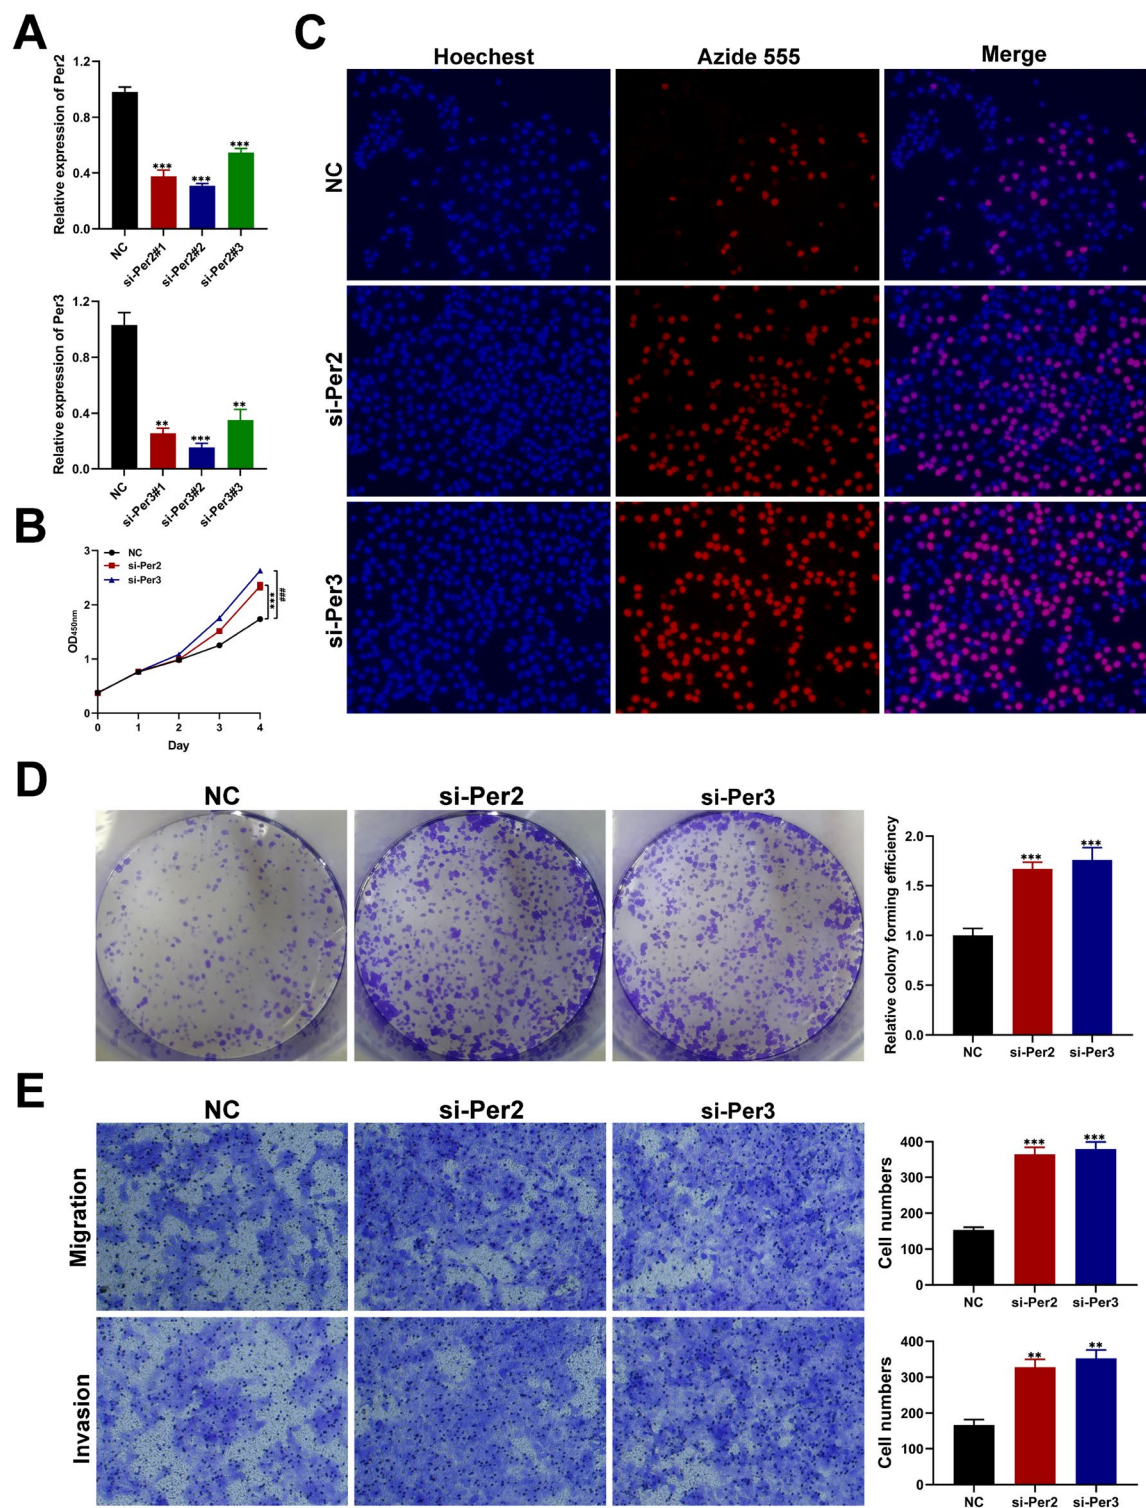 A
Relative expression of Per2
1.2
0.8
0.4
0.0
***
***
***
NC
si-Per2#1
si-Per2#2
si-Per2#3
Relative expression of Per3
1.2
0.8
0.4
0.0
**
***
**
NC
si-Per3#1
si-Per3#2
si-Per3#3
B
OD450nm
3
2
1
0
NC
si-Per2
si-Per3
***
###
0 1 2 3 4
Day
C
Hoechest Azide 555 Merge
NC
si-Per2
si-Per3
D
NC si-Per2 si-Per3
Relative colony forming efficiency
2.0
1.5
1.0
0.5
0.0
*** ***
NC si-Per2 si-Per3
E
NC si-Per2 si-Per3
Migration
Cell numbers
400
300
200
100
0
*** ***
NC si-Per2 si-Per3
Invasion
Cell numbers
400
300
200
100
0
** **
NC si-Per2 si-Per3